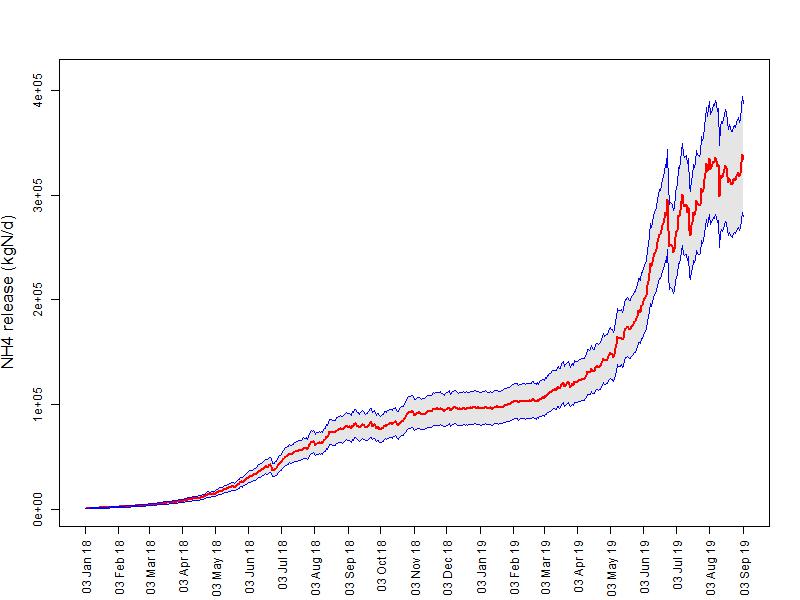 NH4 release (kgN/d)
4e+05
3e+05
2e+05
1e+05
0e+00
03 Jan 18
03 Feb 18
03 Mar 18
03 Apr 18
03 May 18
03 Jun 18
03 Jul 18
03 Aug 18
03 Sep 18
03 Oct 18
03 Nov 18
03 Dec 18
03 Jan 19
03 Feb 19
03 Mar 19
03 Apr 19
03 May 19
03 Jun 19
03 Jul 19
03 Aug 19
03 Sep 19